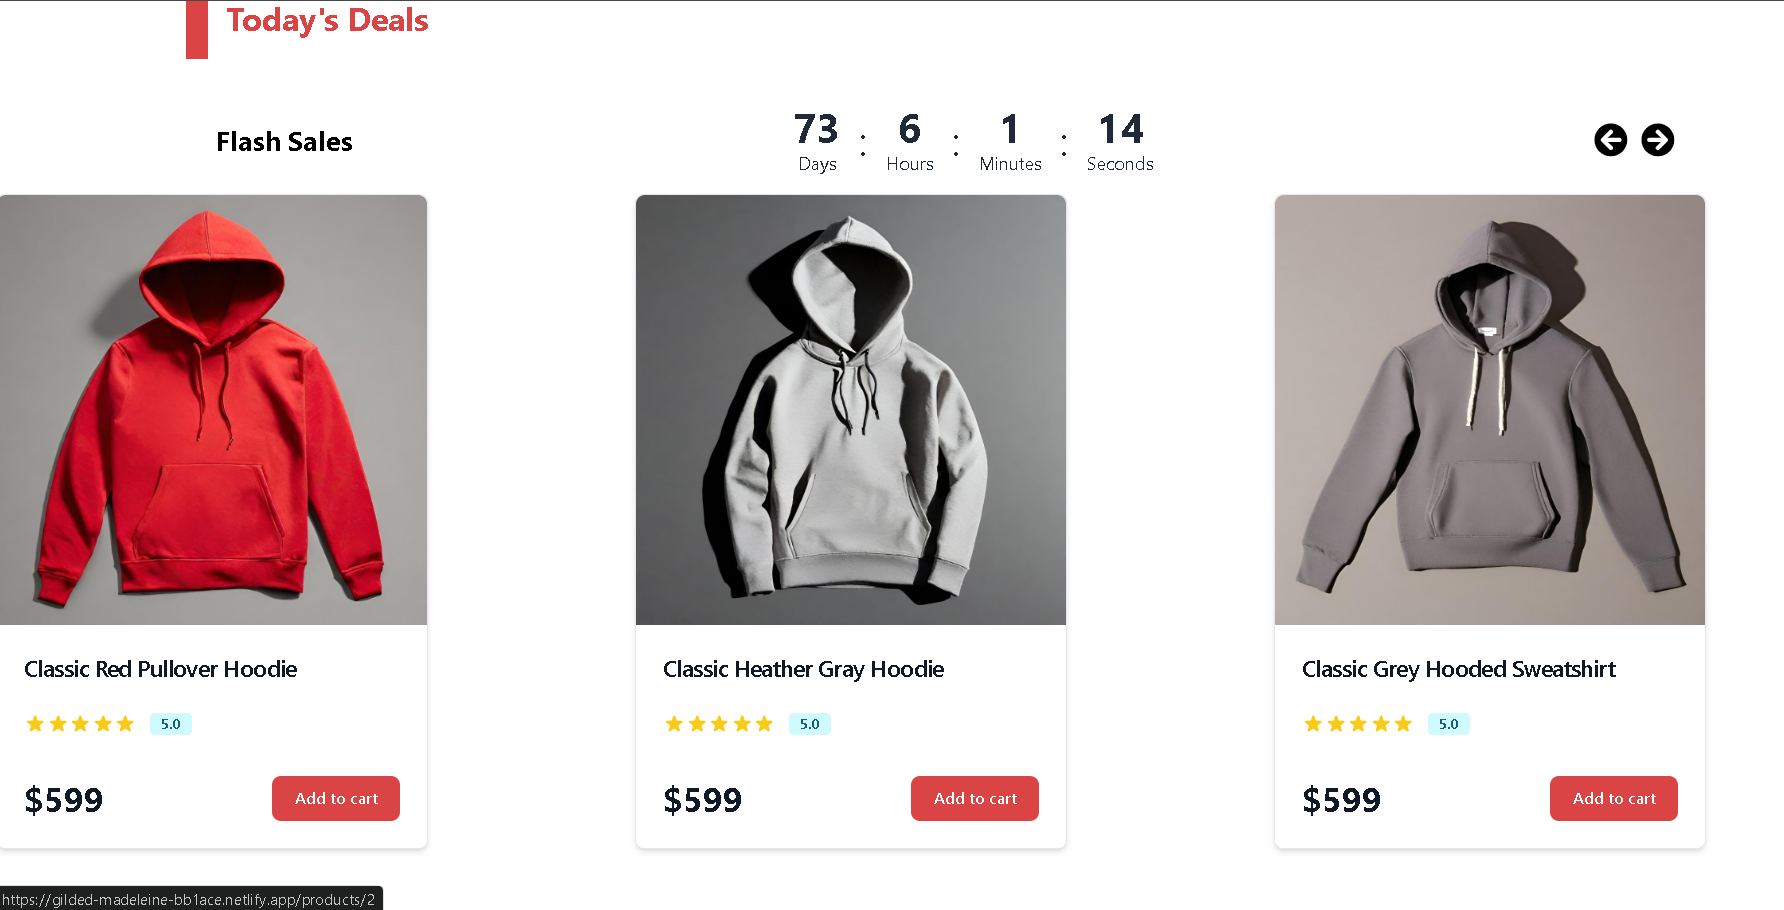 Today's Deals
Flash Sales
73 : 6 : 1 : 14
Days Hours Minutes Seconds
Classic Red Pullover Hoodie
5.0
$599 Add to cart
Classic Heather Gray Hoodie
5.0
$599 Add to cart
Classic Grey Hooded Sweatshirt
5.0
$599 Add to cart
https://gilded-madeleine-bb1ace.netlify.app/products/2